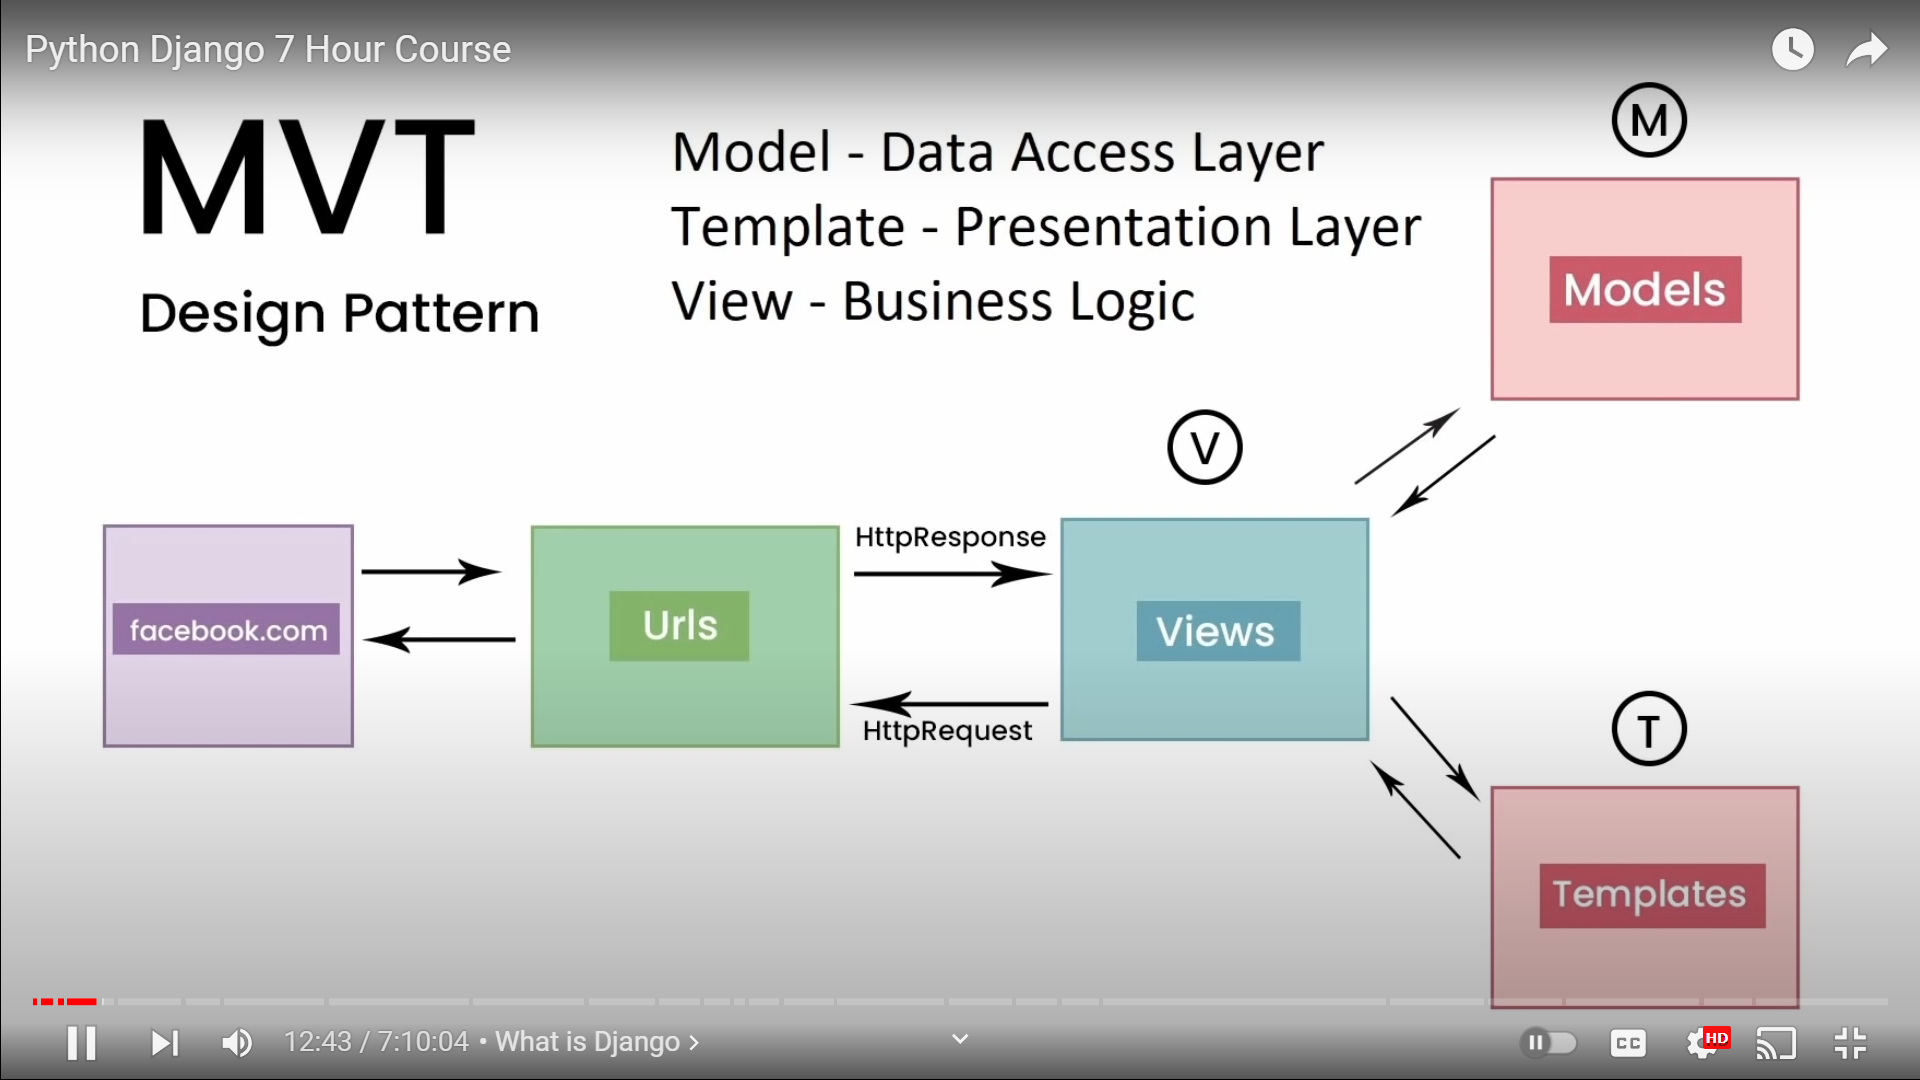 Python Django 7 Hour Course
MVT
Design Pattern
Model - Data Access Layer
Template - Presentation Layer
View - Business Logic
M
Models
V
facebook.com
Urls
HttpResponse
HttpRequest
Views
T
Templates
12:43 / 7:10:04 • What is Django ›
CC
HD